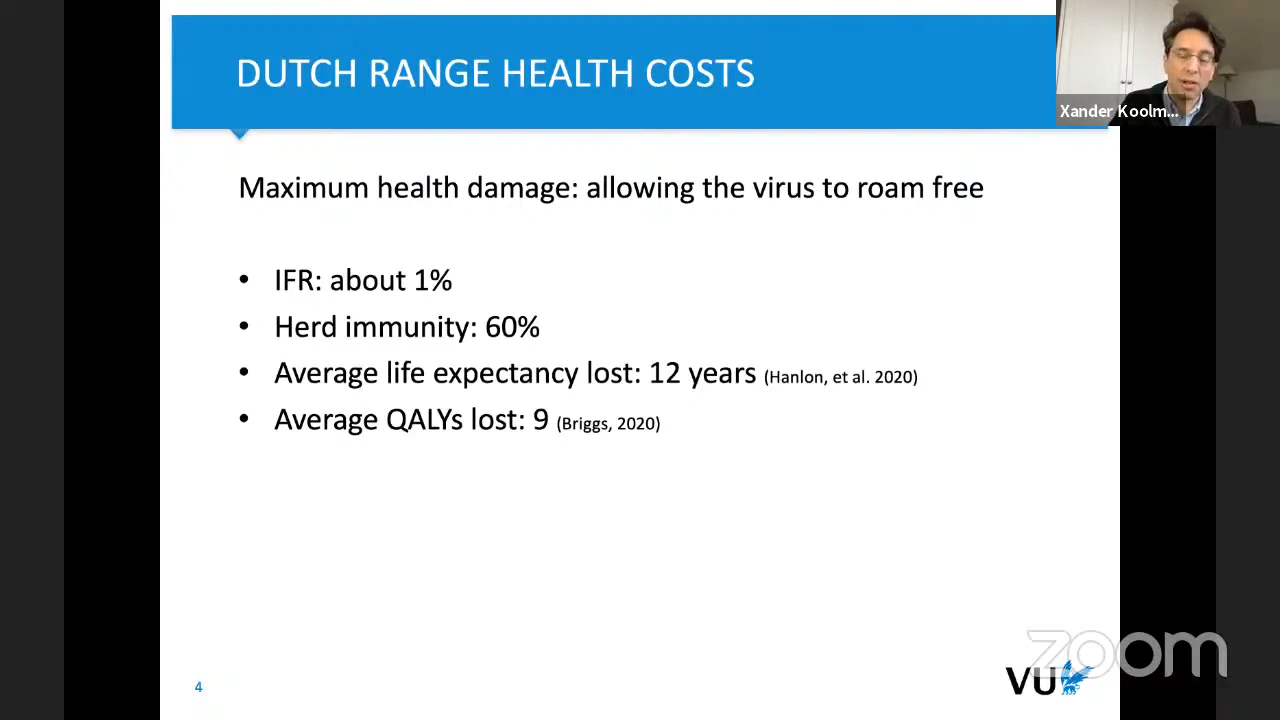 DUTCH RANGE HEALTH COSTS
Xander Koolm...
Maximum health damage: allowing the virus to roam free
• IFR: about 1%
• Herd immunity: 60%
• Average life expectancy lost: 12 years (Hanlon, et al. 2020)
• Average QALYs lost: 9 (Briggs, 2020)
4
VU
zoom